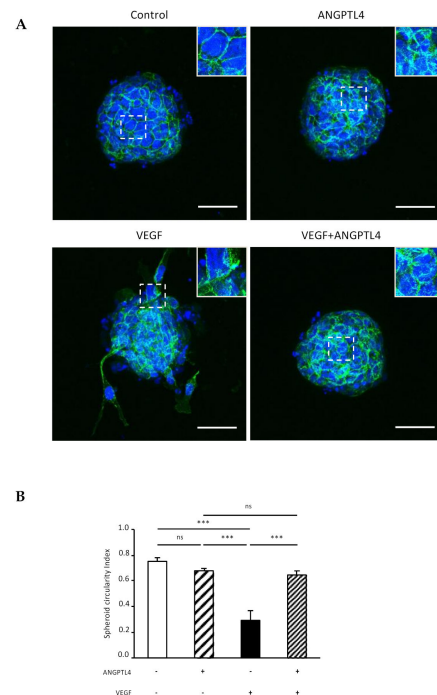 A
Control
ANGPTL4
VEGF
VEGF+ANGPTL4
B
ns
***
ns
***
***
Spheroid circularity Index
1.0
0.8
0.6
0.4
0.2
0.0
ANGPTL4 - + - +
VEGF - - + +